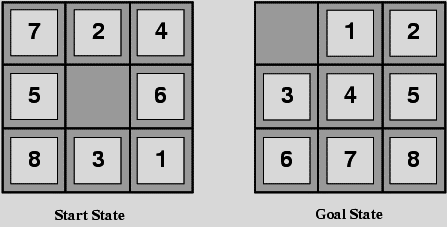 7 2 4
1 2
5 6
3 4 5
8 3 1
6 7 8
Start State
Goal State